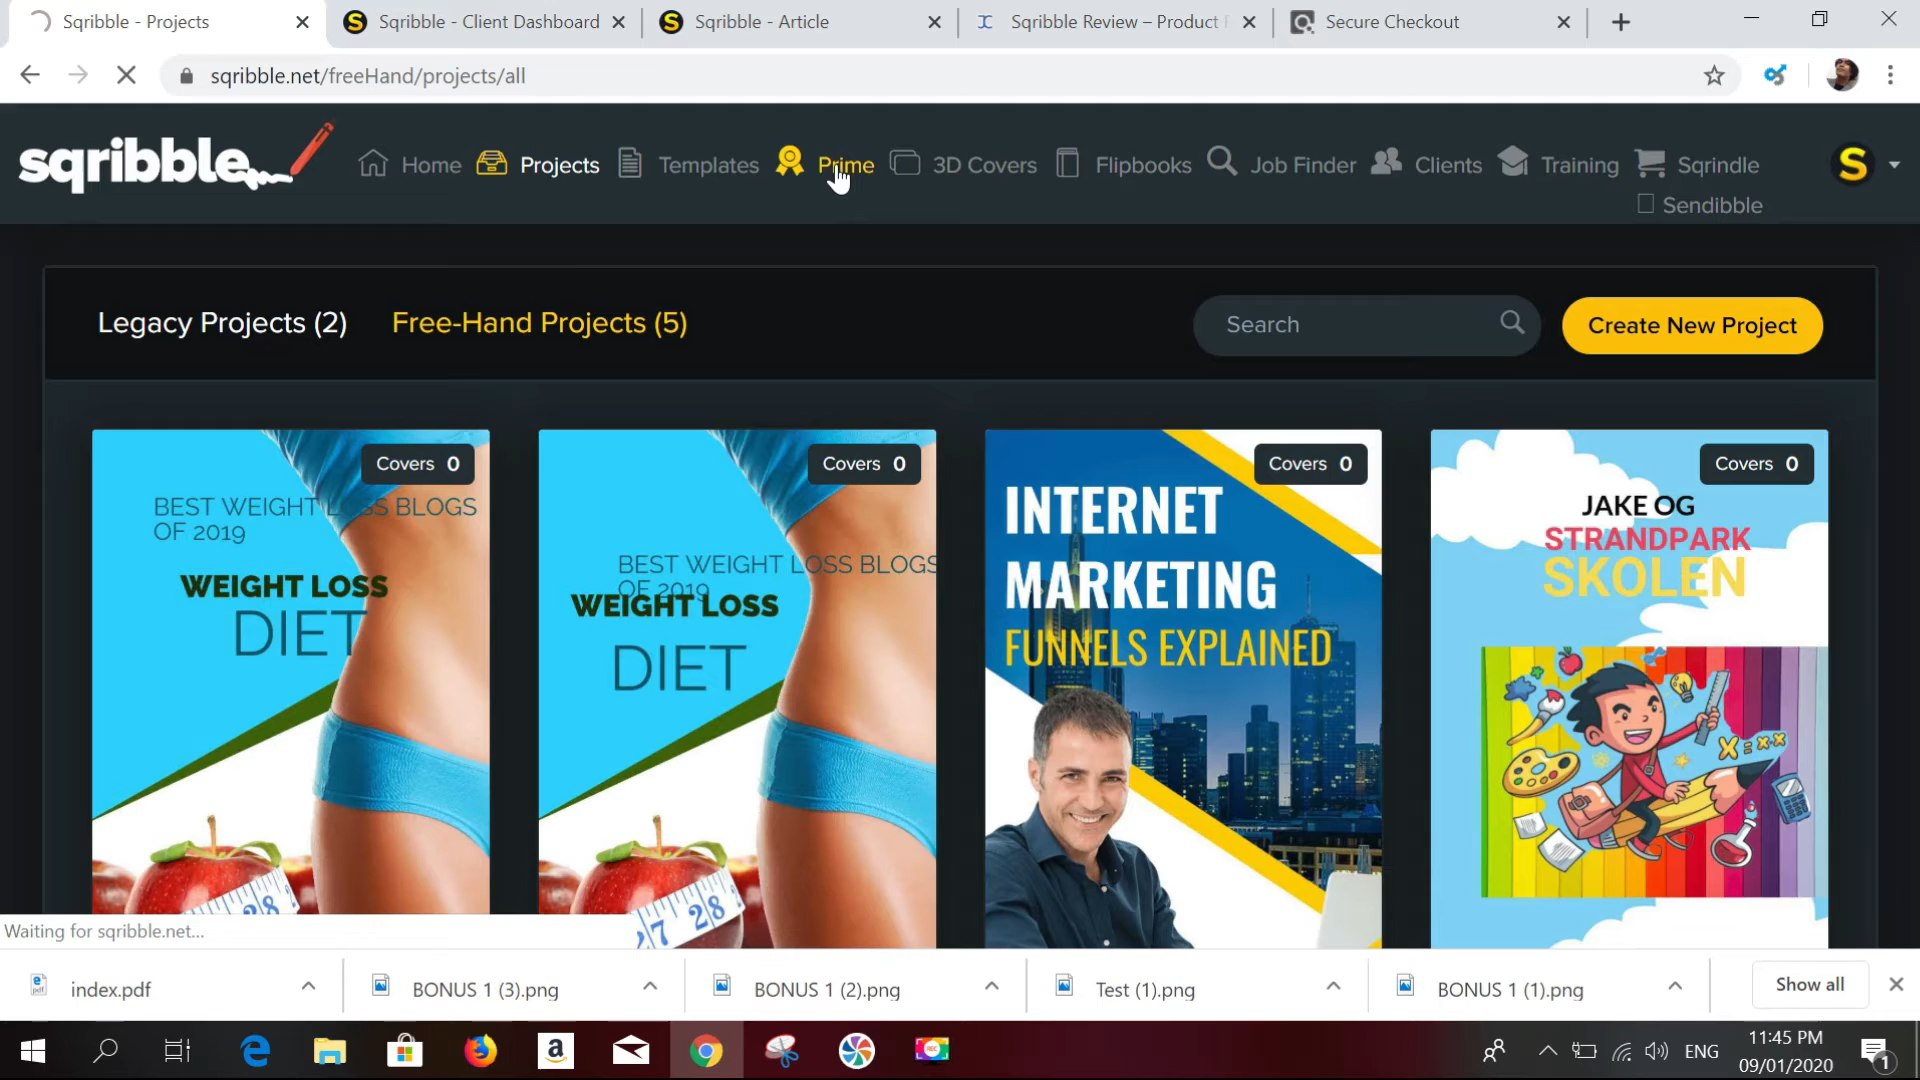 Sqribble - Projects
Sqribble - Client Dashboard
Sqribble - Article
Sqribble Review – Product
Secure Checkout
sqribble.net/freeHand/projects/all
sqribble
Home
Projects
Templates
Prime
3D Covers
Flipbooks
Job Finder
Clients
Training
Sqrindle
S
Sendibble
Legacy Projects (2)
Free-Hand Projects (5)
Search
Create New Project
Covers 0
BEST WEIGHT LOSS BLOGS
OF 2019
WEIGHT LOSS
DIET
Covers 0
BEST WEIGHT LOSS BLOGS
OF 2019
WEIGHT LOSS
DIET
Covers 0
INTERNET
MARKETING
FUNNELS EXPLAINED
Covers 0
JAKE OG
STRANDPARK
SKOLEN
X=xx
28
27 28
Waiting for sqribble.net...
index.pdf
BONUS 1 (3).png
BONUS 1 (2).png
Test (1).png
BONUS 1 (1).png
Show all
ENG
11:45 PM
09/01/2020
1